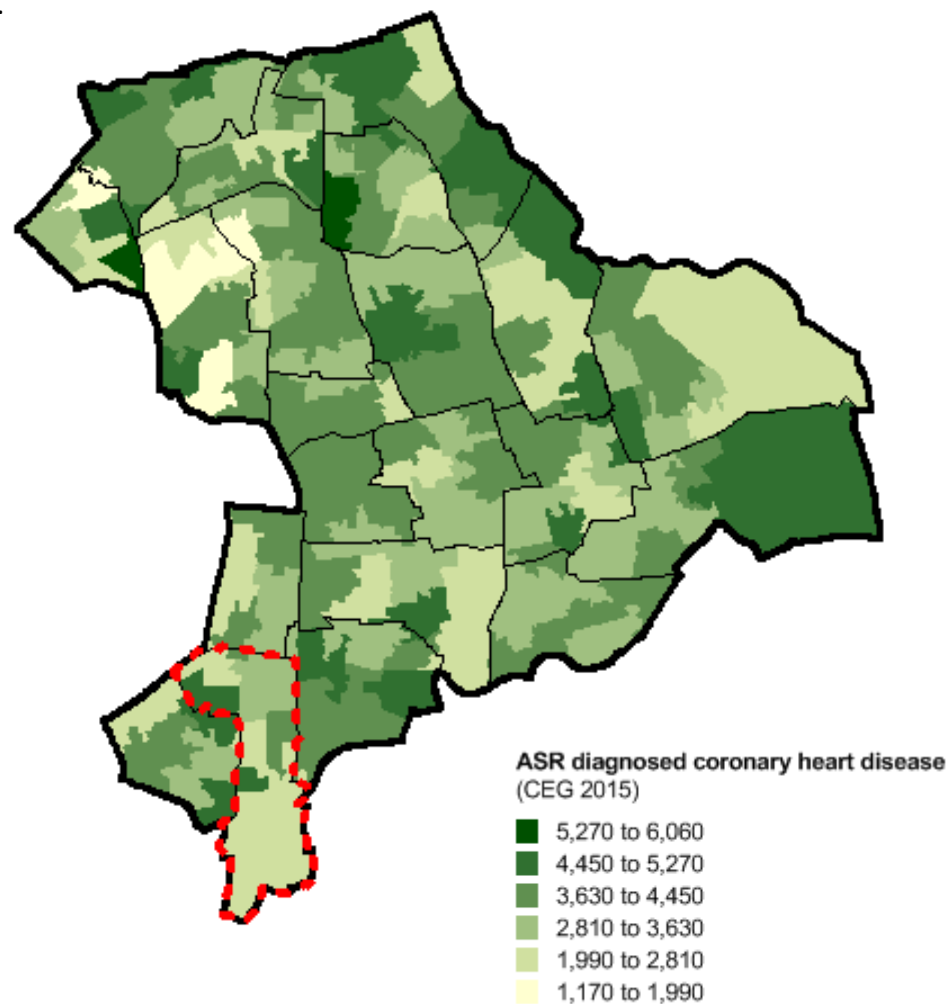 ASR diagnosed coronary heart disease
(CEG 2015)
5,270 to 6,060
4,450 to 5,270
3,630 to 4,450
2,810 to 3,630
1,990 to 2,810
1,170 to 1,990